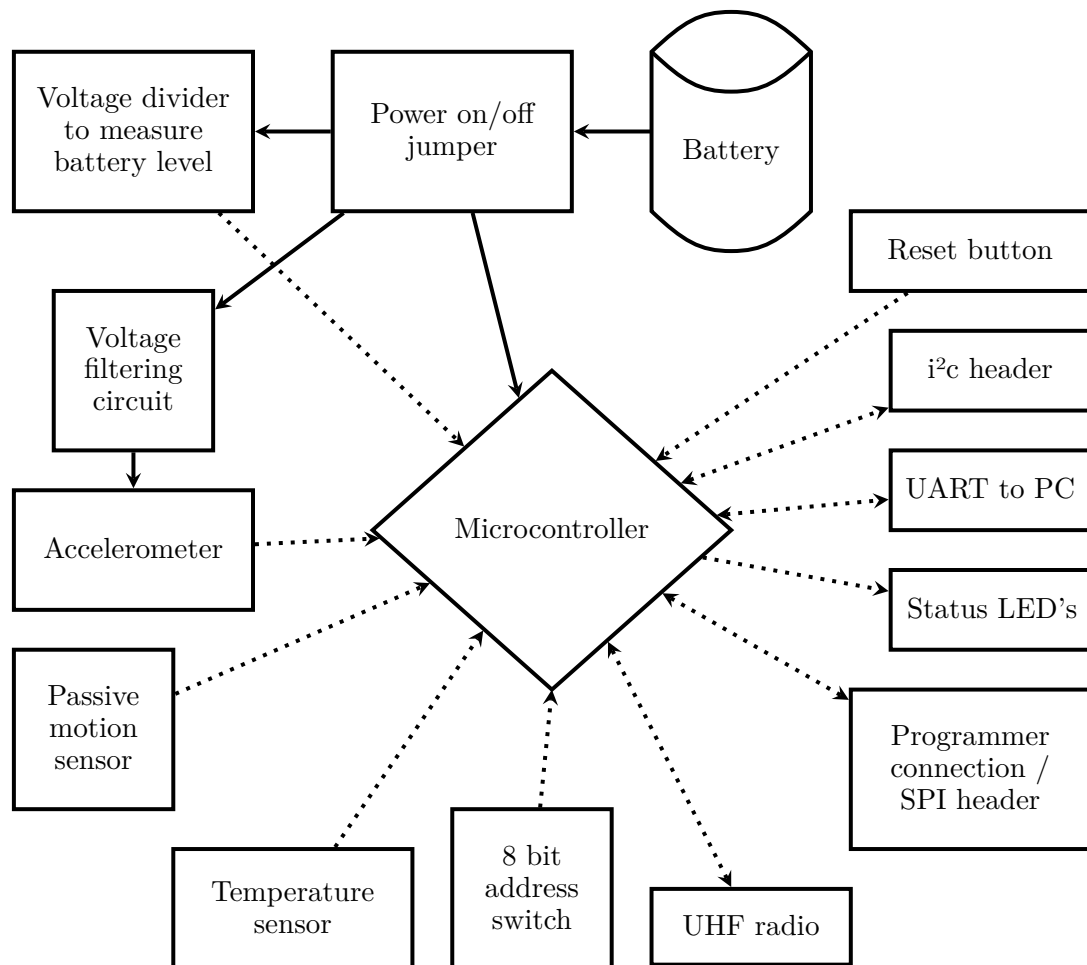 Voltage divider
to measure
battery level
Power on/off
jumper
Battery
Reset button
Voltage
filtering
circuit
i²c header
UART to PC
Microcontroller
Accelerometer
Status LED's
Passive
motion
sensor
Programmer
connection /
SPI header
Temperature
sensor
8 bit
address
switch
UHF radio